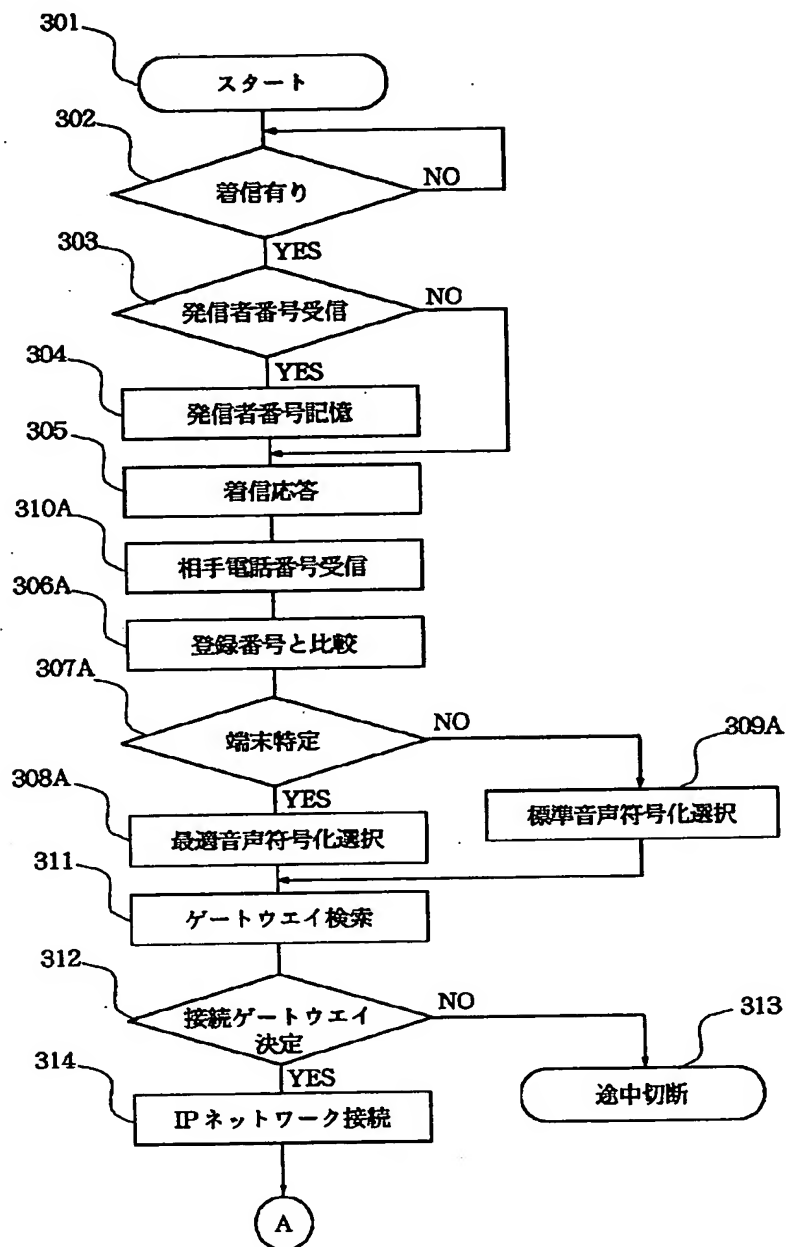 301
スタート
302
着信有り
NO
YES
303
発信者番号受信
NO
YES
304
発信者番号記憶
305
着信応答
310A
相手電話番号受信
306A
登録番号と比較
307A
端末特定
NO
309A
YES
308A
最適音声符号化選択
標準音声符号化選択
311
ゲートウエイ検索
312
接続ゲートウエイ
決定
NO
313
YES
途中切断
314
IPネットワーク接続
A